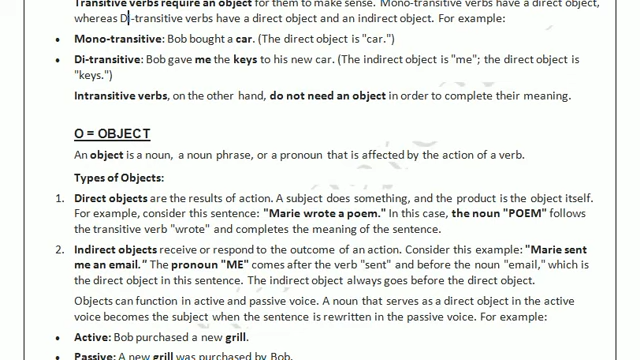 Transitive verbs require an object for them to make sense. Mono-transitive verbs have a direct object,
whereas Di-transitive verbs have a direct object and an indirect object. For example:
• Mono-transitive: Bob bought a car. (The direct object is "car.")
• Di-transitive: Bob gave me the keys to his new car. (The indirect object is "me"; the direct object is
"keys.")
Intransitive verbs, on the other hand, do not need an object in order to complete their meaning.
O = OBJECT
An object is a noun, a noun phrase, or a pronoun that is affected by the action of a verb.
Types of Objects:
1. Direct objects are the results of action. A subject does something, and the product is the object itself.
For example, consider this sentence: "Marie wrote a poem." In this case, the noun "POEM" follows
the transitive verb "wrote" and completes the meaning of the sentence.
2. Indirect objects receive or respond to the outcome of an action. Consider this example: "Marie sent
me an email." The pronoun "ME" comes after the verb "sent" and before the noun "email," which is
the direct object in this sentence. The indirect object always goes before the direct object.
Objects can function in active and passive voice. A noun that serves as a direct object in the active
voice becomes the subject when the sentence is rewritten in the passive voice. For example:
• Active: Bob purchased a new grill.
• Passive: A new grill was purchased by Bob.